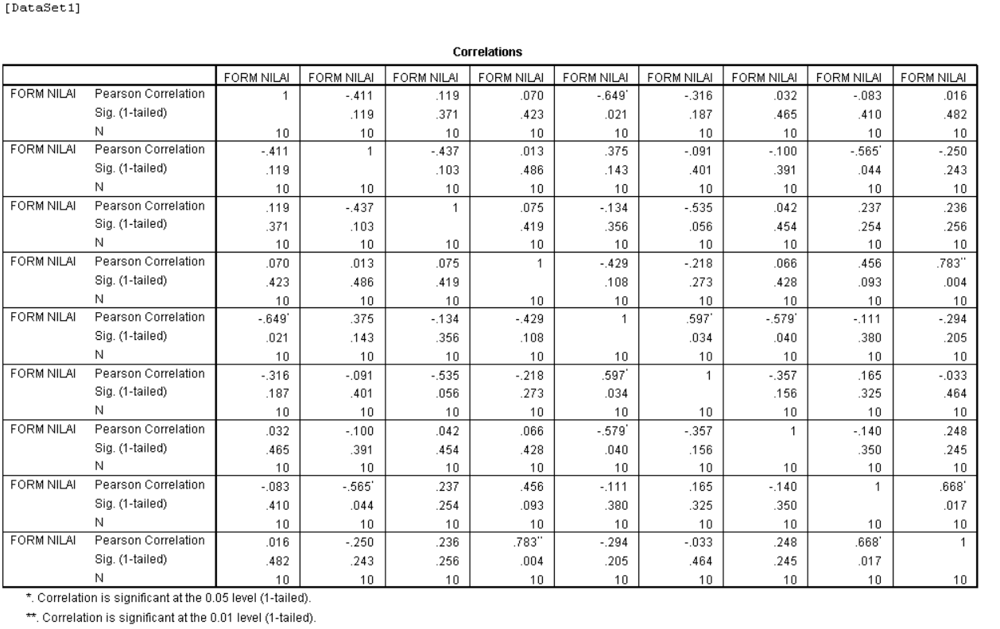 [DataSet1]
Correlations
FORM NILAI FORM NILAI FORM NILAI FORM NILAI FORM NILAI FORM NILAI FORM NILAI FORM NILAI FORM NILAI
FORM NILAI Pearson Correlation 1 -.411 .119 .070 -.649* -.316 .032 -.083 .016
Sig. (1-tailed) .119 .371 .423 .021 .187 .465 .410 .482
N 10 10 10 10 10 10 10 10 10
FORM NILAI Pearson Correlation -.411 1 -.437 .013 .375 -.091 -.100 -.565* -.250
Sig. (1-tailed) .119 .103 .486 .143 .401 .391 .044 .243
N 10 10 10 10 10 10 10 10 10
FORM NILAI Pearson Correlation .119 -.437 1 .075 -.134 -.535 .042 .237 .236
Sig. (1-tailed) .371 .103 .419 .356 .056 .454 .254 .256
N 10 10 10 10 10 10 10 10 10
FORM NILAI Pearson Correlation .070 .013 .075 1 -.429 -.218 .066 .456 .783**
Sig. (1-tailed) .423 .486 .419 .108 .273 .428 .093 .004
N 10 10 10 10 10 10 10 10 10
FORM NILAI Pearson Correlation -.649* .375 -.134 -.429 1 .597* -.579* -.111 -.294
Sig. (1-tailed) .021 .143 .356 .108 .034 .040 .380 .205
N 10 10 10 10 10 10 10 10 10
FORM NILAI Pearson Correlation -.316 -.091 -.535 -.218 .597* 1 -.357 .165 -.033
Sig. (1-tailed) .187 .401 .056 .273 .034 .156 .325 .464
N 10 10 10 10 10 10 10 10 10
FORM NILAI Pearson Correlation .032 -.100 .042 .066 -.579* -.357 1 -.140 .248
Sig. (1-tailed) .465 .391 .454 .428 .040 .156 .350 .245
N 10 10 10 10 10 10 10 10 10
FORM NILAI Pearson Correlation -.083 -.565* .237 .456 -.111 .165 -.140 1 .668*
Sig. (1-tailed) .410 .044 .254 .093 .380 .325 .350 .017
N 10 10 10 10 10 10 10 10 10
FORM NILAI Pearson Correlation .016 -.250 .236 .783** -.294 -.033 .248 .668* 1
Sig. (1-tailed) .482 .243 .256 .004 .205 .464 .245 .017
N 10 10 10 10 10 10 10 10 10
*. Correlation is significant at the 0.05 level (1-tailed).
**. Correlation is significant at the 0.01 level (1-tailed).